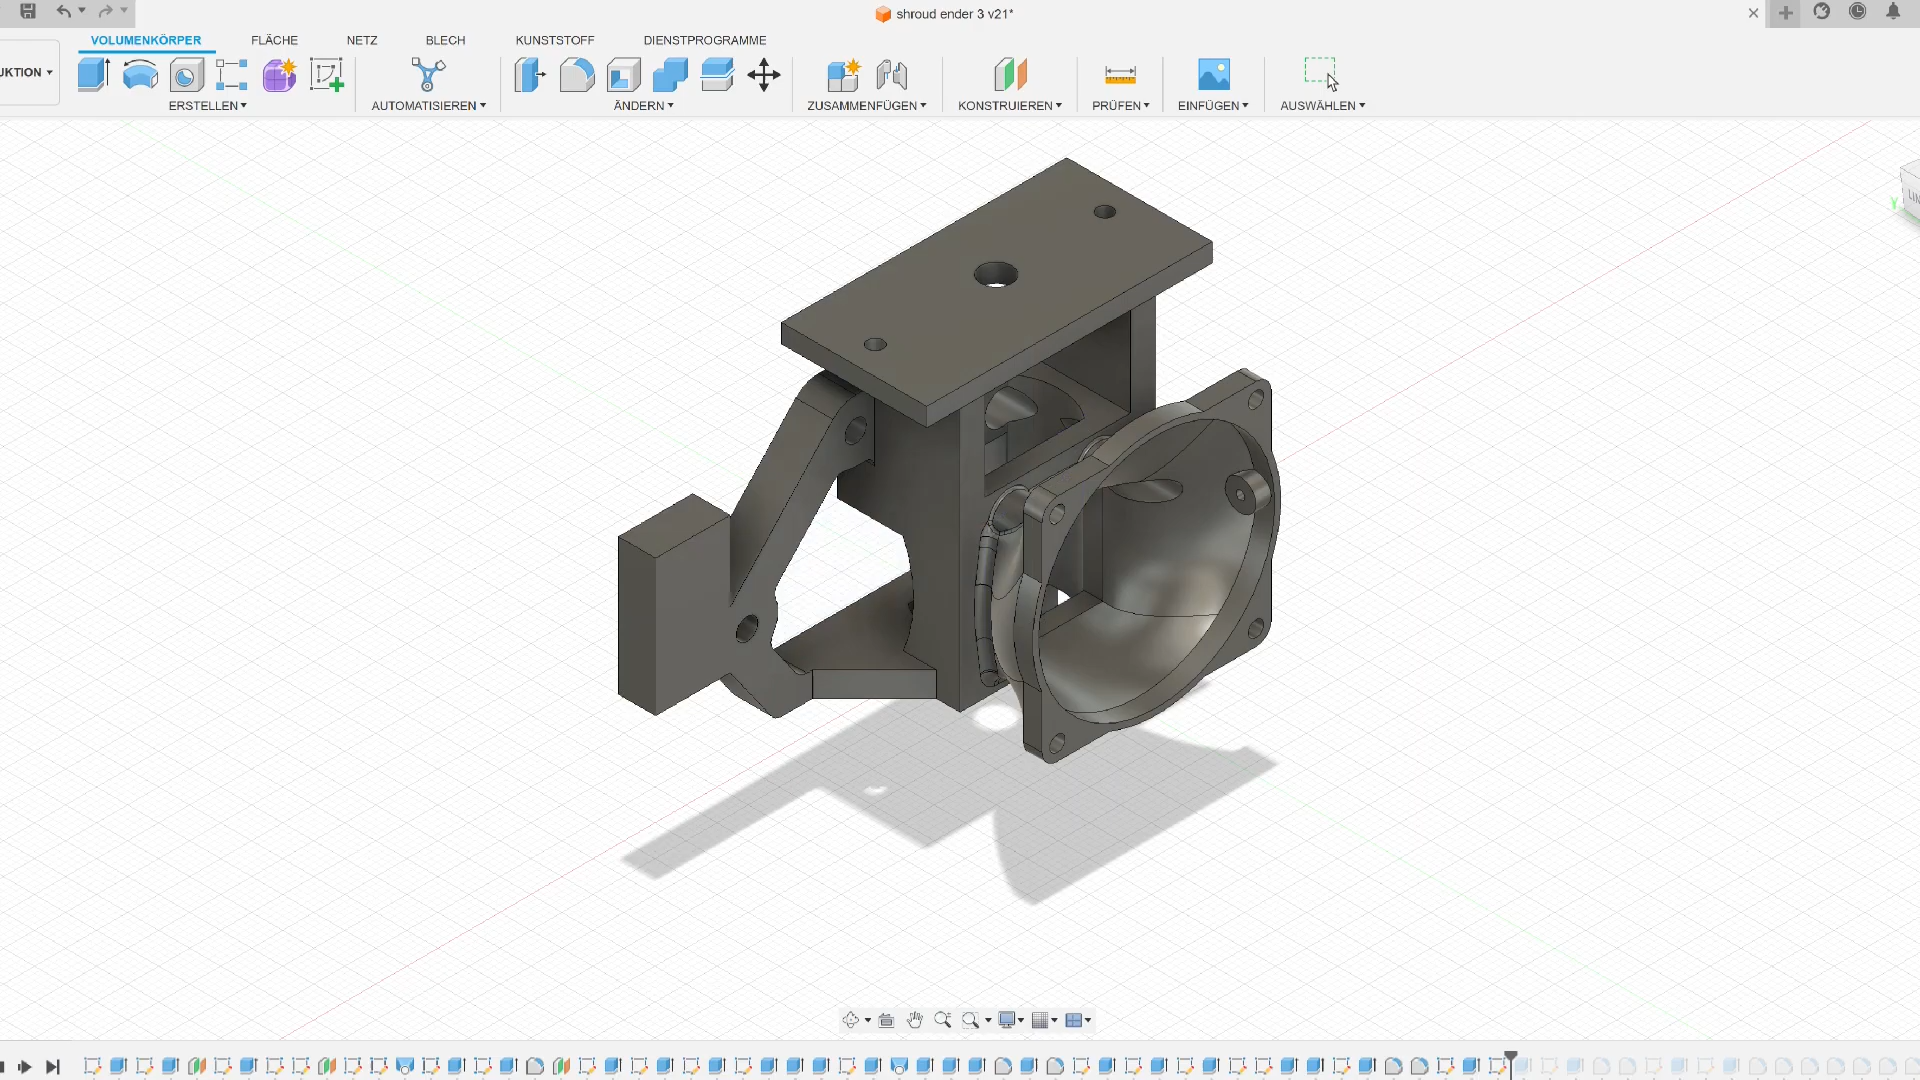 shroud ender 3 v21*
VOLUMENKÖRPER FLÄCHE NETZ BLECH KUNSTSTOFF DIENSTPROGRAMME
UKTION
ERSTELLEN AUTOMATISIEREN ÄNDERN ZUSAMMENFÜGEN KONSTRUIEREN PRÜFEN EINFÜGEN AUSWÄHLEN
Y
LIN